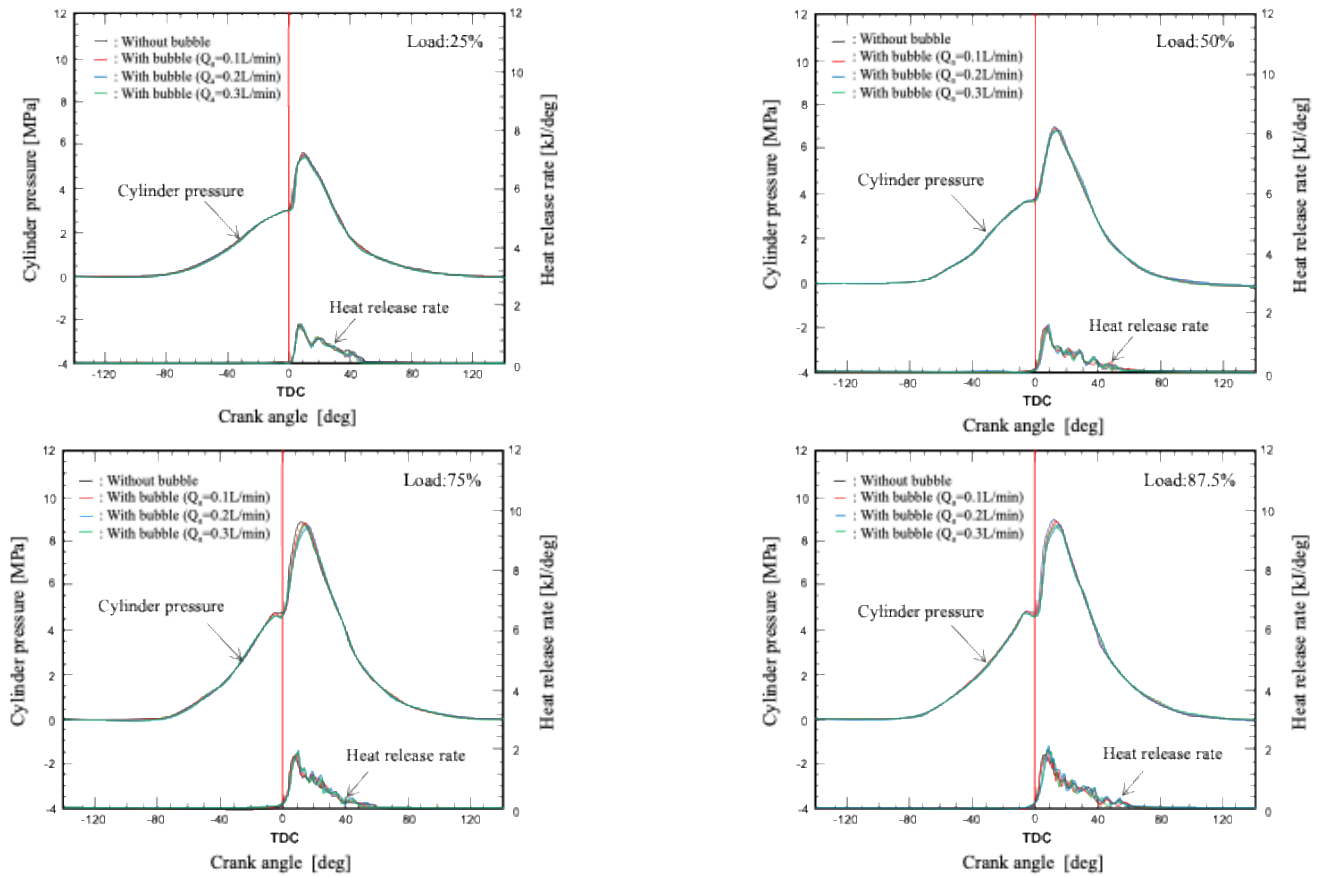 Load:25%
— : Without bubble
— : With bubble (Qa=0.1L/min)
— : With bubble (Qa=0.2L/min)
— : With bubble (Qa=0.3L/min)
Cylinder pressure
Heat release rate
Cylinder pressure [MPa]
12
10
8
6
4
2
0
-2
-4
Heat release rate [kJ/deg]
12
10
8
6
4
2
0
-120 -80 -40 0 40 80 120
TDC
Crank angle [deg]
Load:50%
— : Without bubble
— : With bubble (Qa=0.1L/min)
— : With bubble (Qa=0.2L/min)
— : With bubble (Qa=0.3L/min)
Cylinder pressure
Heat release rate
Cylinder pressure [MPa]
12
10
8
6
4
2
0
-2
-4
Heat release rate [kJ/deg]
12
10
8
6
4
2
0
-120 -80 -40 0 40 80 120
TDC
Crank angle [deg]
Load:75%
— : Without bubble
— : With bubble (Qa=0.1L/min)
— : With bubble (Qa=0.2L/min)
— : With bubble (Qa=0.3L/min)
Cylinder pressure
Heat release rate
Cylinder pressure [MPa]
12
10
8
6
4
2
0
-2
-4
Heat release rate [kJ/deg]
12
10
8
6
4
2
0
-120 -80 -40 0 40 80 120
TDC
Crank angle [deg]
Load:87.5%
— : Without bubble
— : With bubble (Qa=0.1L/min)
— : With bubble (Qa=0.2L/min)
— : With bubble (Qa=0.3L/min)
Cylinder pressure
Heat release rate
Cylinder pressure [MPa]
12
10
8
6
4
2
0
-2
-4
Heat release rate [kJ/deg]
12
10
8
6
4
2
0
-120 -80 -40 0 40 80 120
TDC
Crank angle [deg]